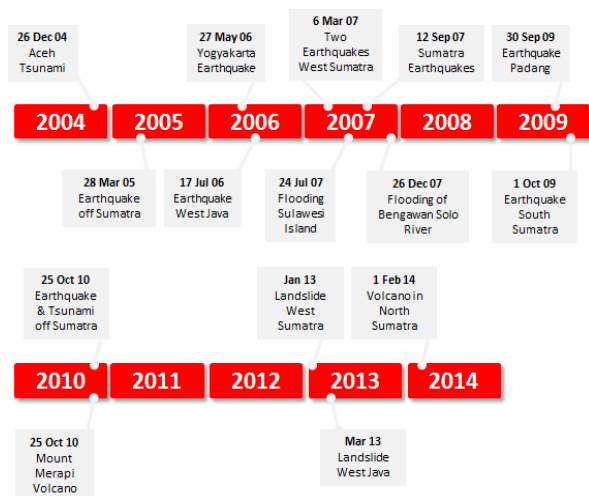 26 Dec 04
Aceh
Tsunami
27 May 06
Yogyakarta
Earthquake
6 Mar 07
Two
Earthquakes
West Sumatra
12 Sep 07
Sumatra
Earthquakes
30 Sep 09
Earthquake
Padang
2004
2005
2006
2007
2008
2009
28 Mar 05
Earthquake
off Sumatra
17 Jul 06
Earthquake
West Java
24 Jul 07
Flooding
Sulawesi
Island
26 Dec 07
Flooding of
Bengawan Solo
River
1 Oct 09
Earthquake
South
Sumatra
25 Oct 10
Earthquake
& Tsunami
off Sumatra
Jan 13
Landslide
West
Sumatra
1 Feb 14
Volcano in
North
Sumatra
2010
2011
2012
2013
2014
25 Oct 10
Mount
Merapi
Volcano
Mar 13
Landslide
West Java